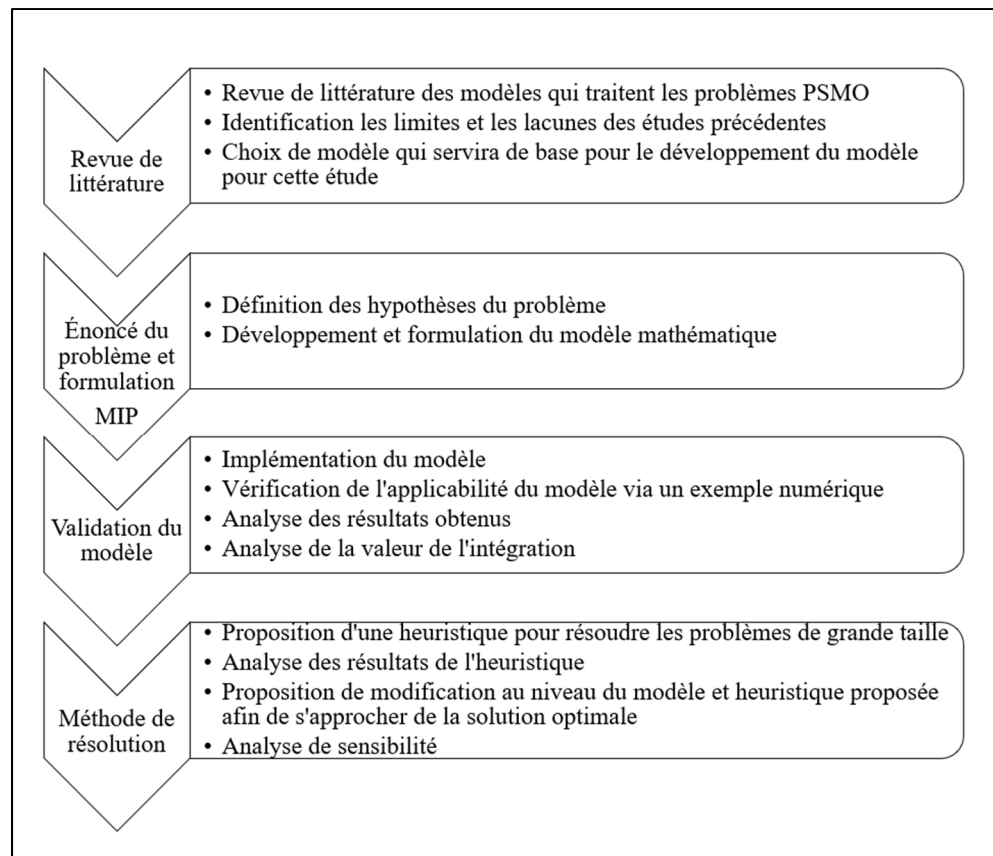 Revue de
littérature
• Revue de littérature des modèles qui traitent les problèmes PSMO
• Identification les limites et les lacunes des études précédentes
• Choix de modèle qui servira de base pour le développement du modèle
pour cette étude
Énoncé du
problème et
formulation
MIP
• Définition des hypothèses du problème
• Développement et formulation du modèle mathématique
Validation du
modèle
• Implémentation du modèle
• Vérification de l'applicabilité du modèle via un exemple numérique
• Analyse des résultats obtenus
• Analyse de la valeur de l'intégration
Méthode de
résolution
• Proposition d'une heuristique pour résoudre les problèmes de grande taille
• Analyse des résultats de l'heuristique
• Proposition de modification au niveau du modèle et heuristique proposée
afin de s'approcher de la solution optimale
• Analyse de sensibilité